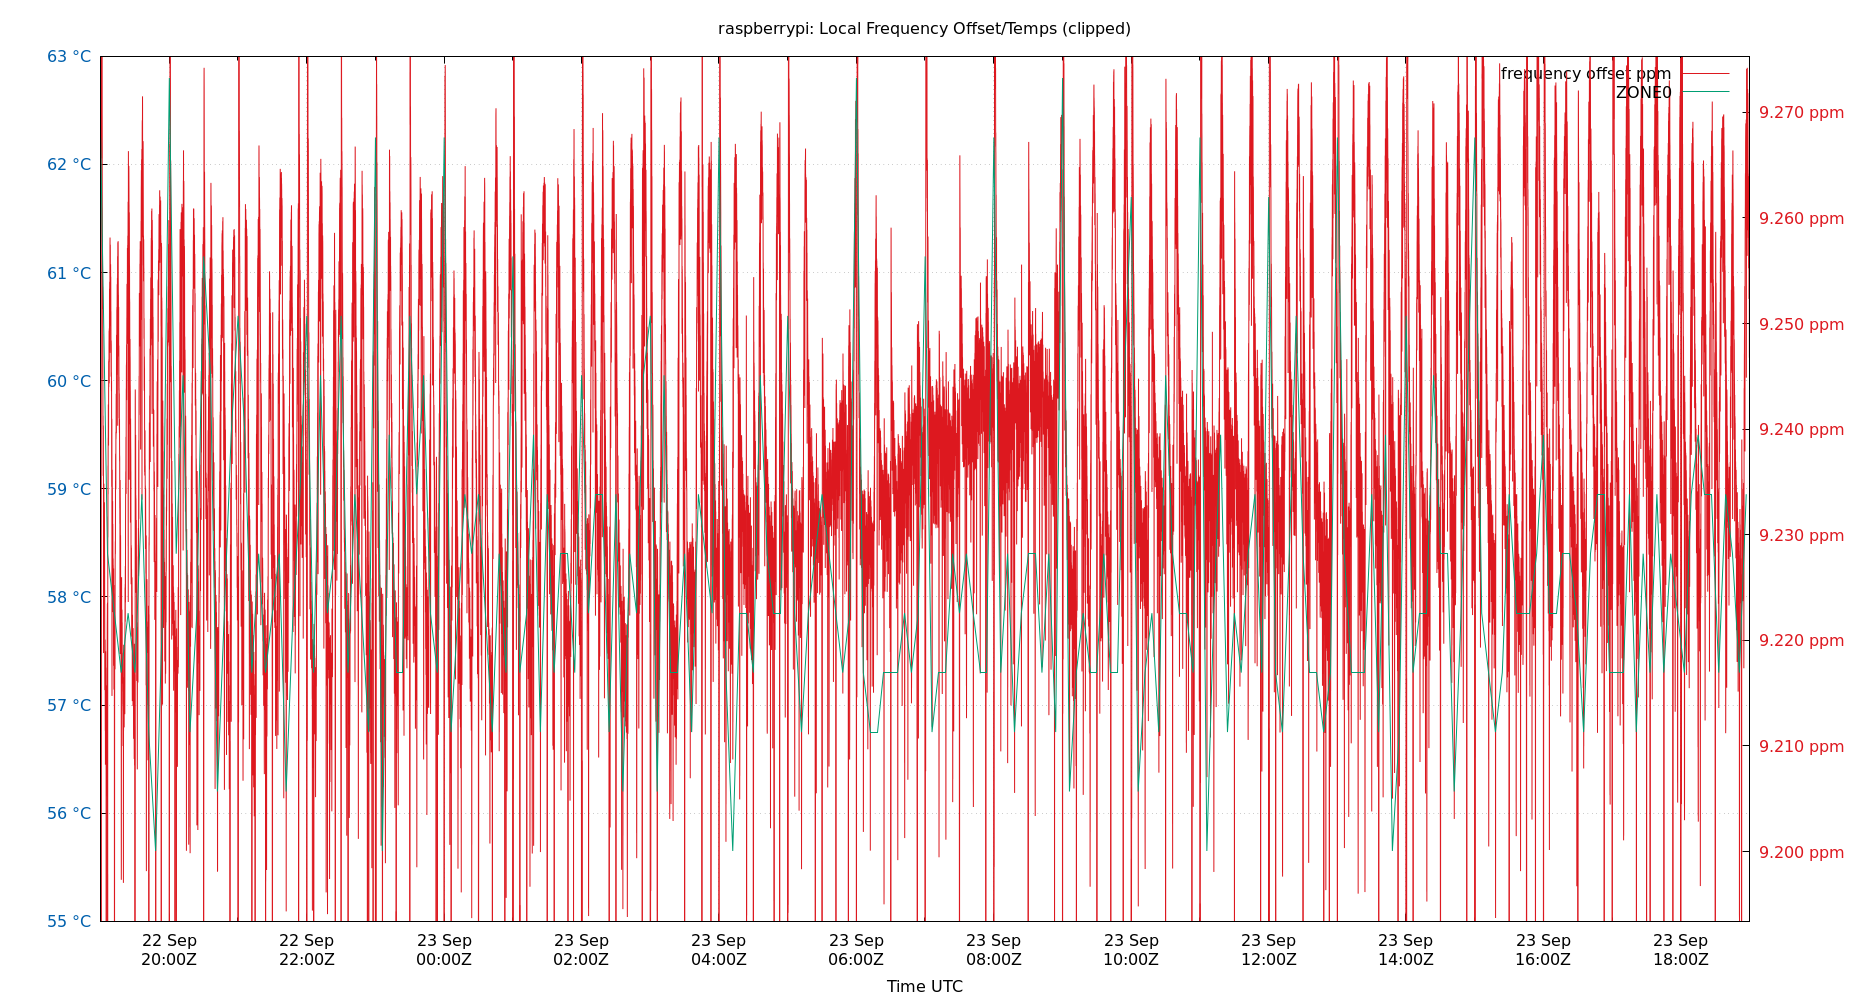 raspberrypi: Local Frequency Offset/Temps (clipped)
63 °C
62 °C
61 °C
60 °C
59 °C
58 °C
57 °C
56 °C
55 °C
frequency offset ppm
ZONE0
9.270 ppm
9.260 ppm
9.250 ppm
9.240 ppm
9.230 ppm
9.220 ppm
9.210 ppm
9.200 ppm
22 Sep
20:00Z
22 Sep
22:00Z
23 Sep
00:00Z
23 Sep
02:00Z
23 Sep
04:00Z
23 Sep
06:00Z
23 Sep
08:00Z
23 Sep
10:00Z
23 Sep
12:00Z
23 Sep
14:00Z
23 Sep
16:00Z
23 Sep
18:00Z
Time UTC